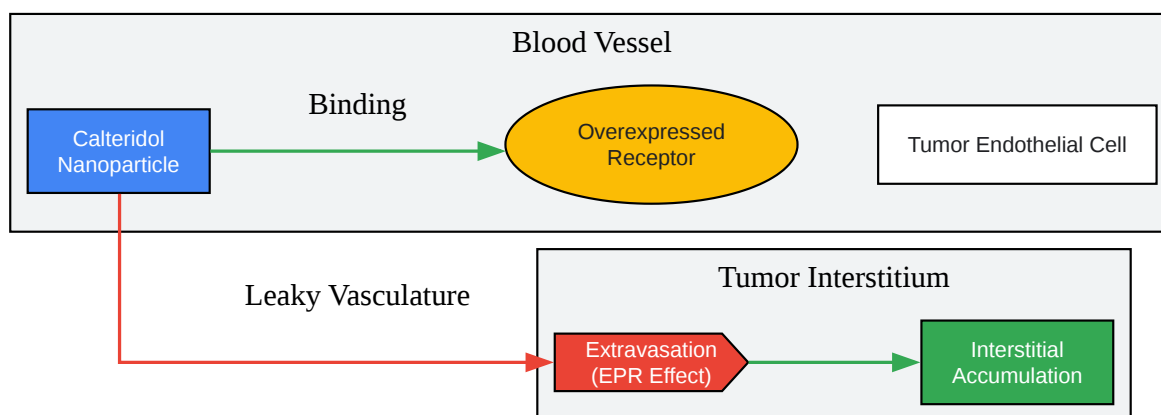 Blood Vessel
Binding
Calteridol
Nanoparticle
Overexpressed
Receptor
Tumor Endothelial Cell
Leaky Vasculature
Tumor Interstitium
Extravasation
(EPR Effect)
Interstitial
Accumulation